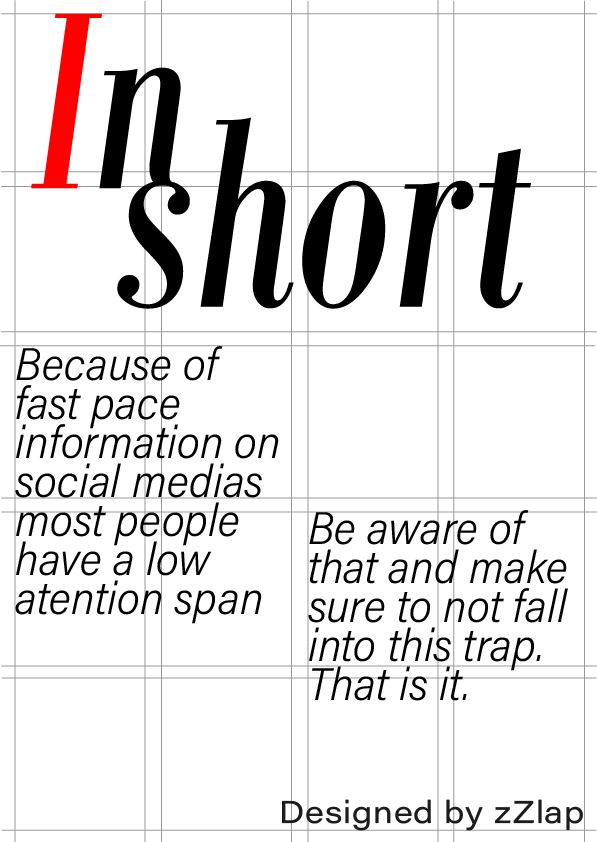 In
short
Because of
fast pace
information on
social medias
most people
have a low
atention span
Be aware of
that and make
sure to not fall
into this trap.
That is it.
Designed by zZlap